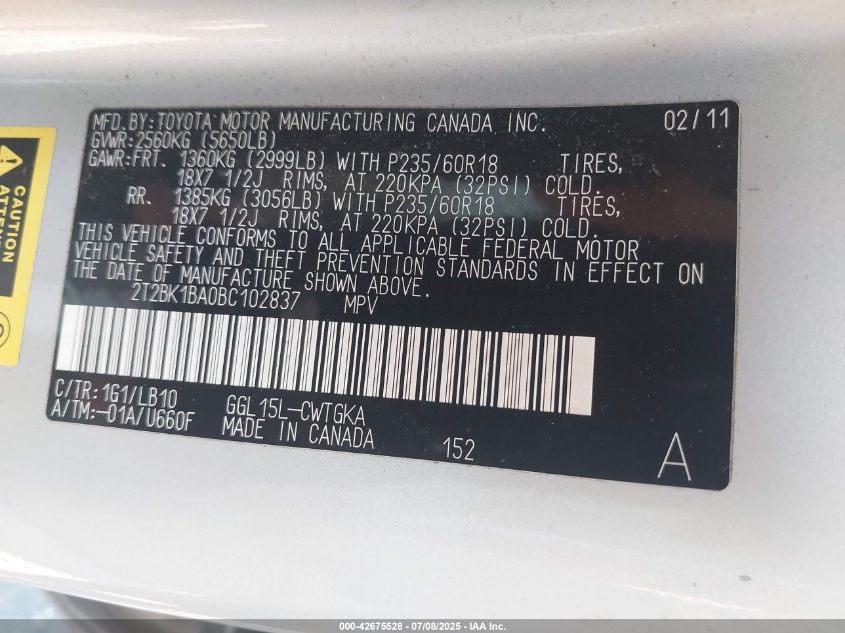 MFD. BY: TOYOTA MOTOR MANUFACTURING CANADA INC. 02/11
GVWR: 2560KG (5650LB)
GAWR: FRT. 1360KG (2999LB) WITH P235/60R18 TIRES,
18X7 1/2J RIMS, AT 220KPA (32PSI) COLD.
RR. 1385KG (3056LB) WITH P235/60R18 TIRES,
18X7 1/2J RIMS, AT 220KPA (32PSI) COLD.
THIS VEHICLE CONFORMS TO ALL APPLICABLE FEDERAL MOTOR
VEHICLE SAFETY AND THEFT PREVENTION STANDARDS IN EFFECT ON
THE DATE OF MANUFACTURE SHOWN ABOVE.
2T2BK1BA0BC102837 MPV
C/TR: 1G1/LB10 GGL15L-CWTGKA
A/TM: -01A/U660F MADE IN CANADA 152 A
000-42675528 - 07/08/2025 - IAA Inc.